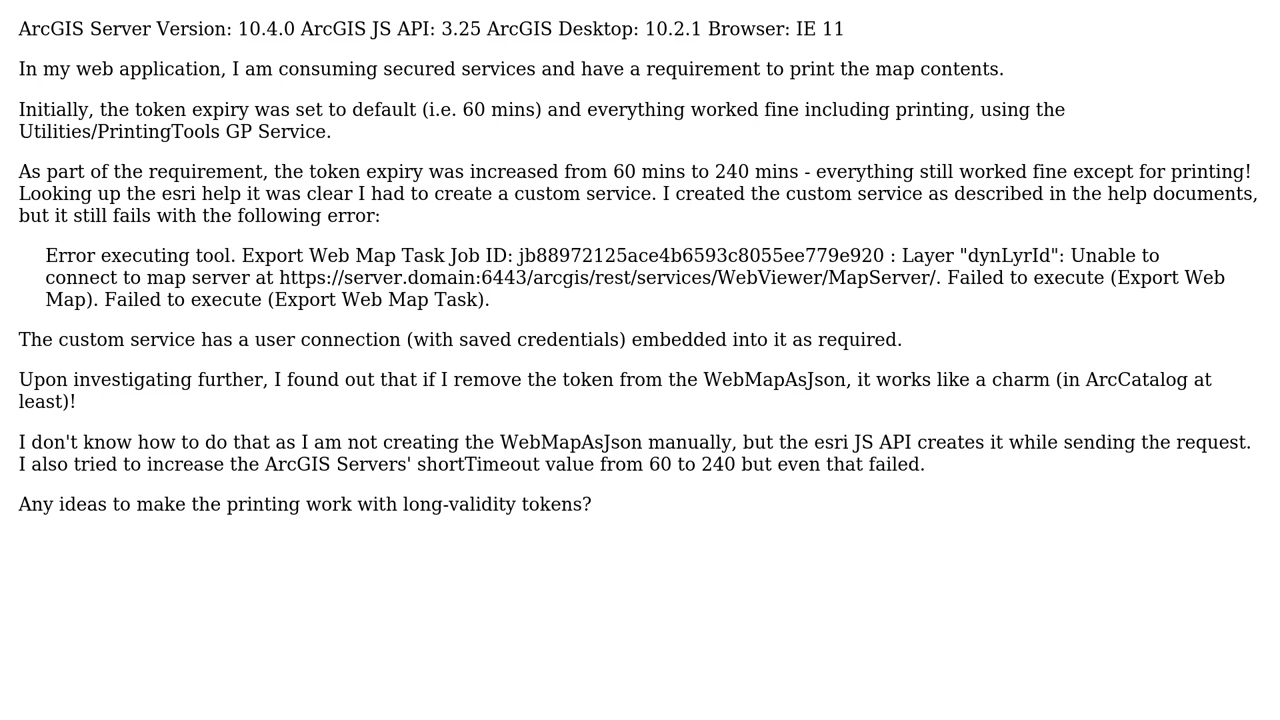 ArcGIS Server Version: 10.4.0 ArcGIS JS API: 3.25 ArcGIS Desktop: 10.2.1 Browser: IE 11
In my web application, I am consuming secured services and have a requirement to print the map contents.
Initially, the token expiry was set to default (i.e. 60 mins) and everything worked fine including printing, using the
Utilities/PrintingTools GP Service.
As part of the requirement, the token expiry was increased from 60 mins to 240 mins - everything still worked fine except for printing!
Looking up the esri help it was clear I had to create a custom service. I created the custom service as described in the help documents,
but it still fails with the following error:
Error executing tool. Export Web Map Task Job ID: jb88972125ace4b6593c8055ee779e920 : Layer "dynLyrId": Unable to
connect to map server at https://server.domain:6443/arcgis/rest/services/WebViewer/MapServer/. Failed to execute (Export Web
Map). Failed to execute (Export Web Map Task).
The custom service has a user connection (with saved credentials) embedded into it as required.
Upon investigating further, I found out that if I remove the token from the WebMapAsJson, it works like a charm (in ArcCatalog at
least)!
I don't know how to do that as I am not creating the WebMapAsJson manually, but the esri JS API creates it while sending the request.
I also tried to increase the ArcGIS Servers' shortTimeout value from 60 to 240 but even that failed.
Any ideas to make the printing work with long-validity tokens?